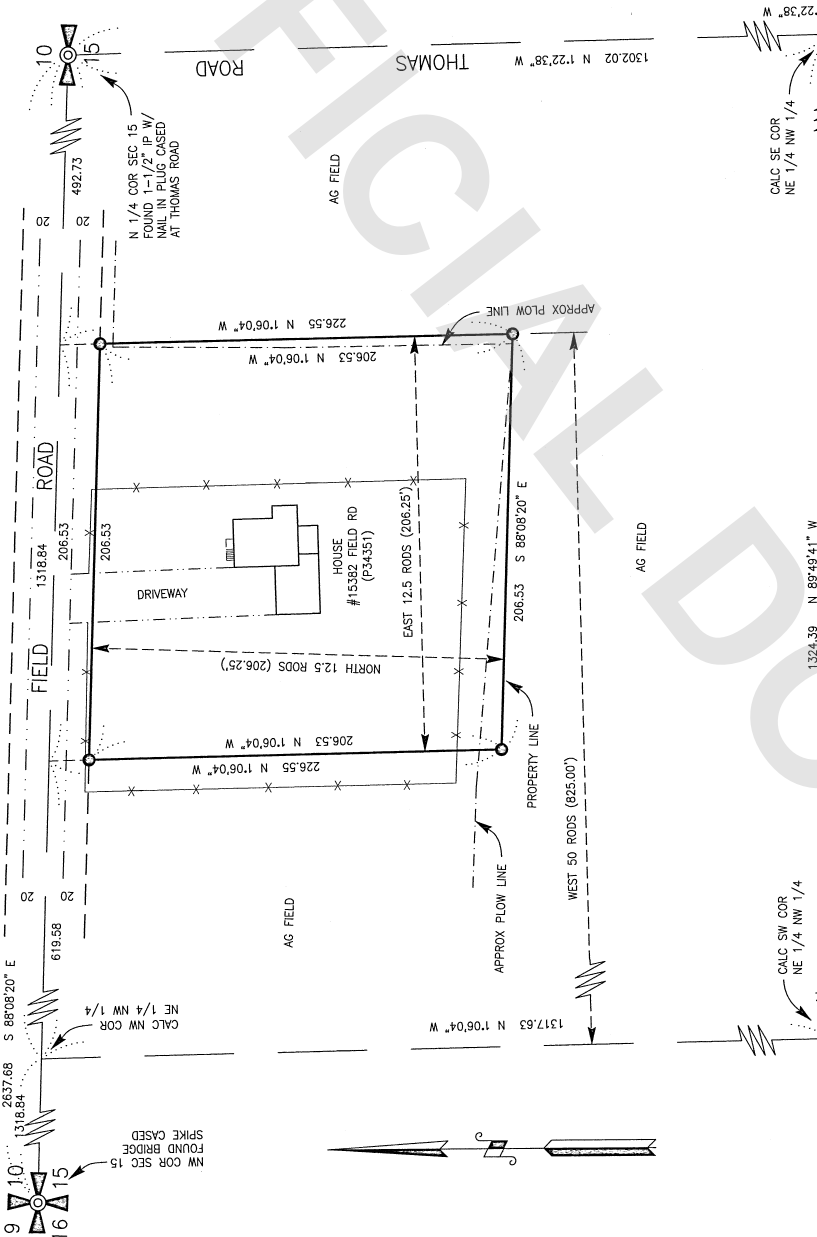 9
10
16
15
NW COR SEC 15
FOUND BRIDGE
SPIKE CASED
2637.68 S 88°08'20" E
1318.84
CALC NW COR
NE 1/4 NW 1/4
619.58
20
20
FIELD ROAD
1318.84
206.53
206.53
20
20
492.73
10
15
N 1/4 COR SEC 15
FOUND 1-1/2" IP W/
NAIL IN PLUG CASED
AT THOMAS ROAD
THOMAS ROAD
1302.02 N 1°22'38" W
22'38" W
AG FIELD
226.55 N 1°06'04" W
206.53 N 1°06'04" W
APPROX PLOW LINE
DRIVEWAY
HOUSE
#15382 FIELD RD
(P34351)
EAST 12.5 RODS (206.25')
NORTH 12.5 RODS (206.25')
206.53 N 1°06'04" W
226.55 N 1°06'04" W
206.53 S 88°08'20" E
PROPERTY LINE
APPROX PLOW LINE
WEST 50 RODS (825.00')
AG FIELD
AG FIELD
1317.63 N 1°06'04" W
CALC SW COR
NE 1/4 NW 1/4
1324.39 N 89°49'41" W
CALC SE COR
NE 1/4 NW 1/4
FICIAL DO